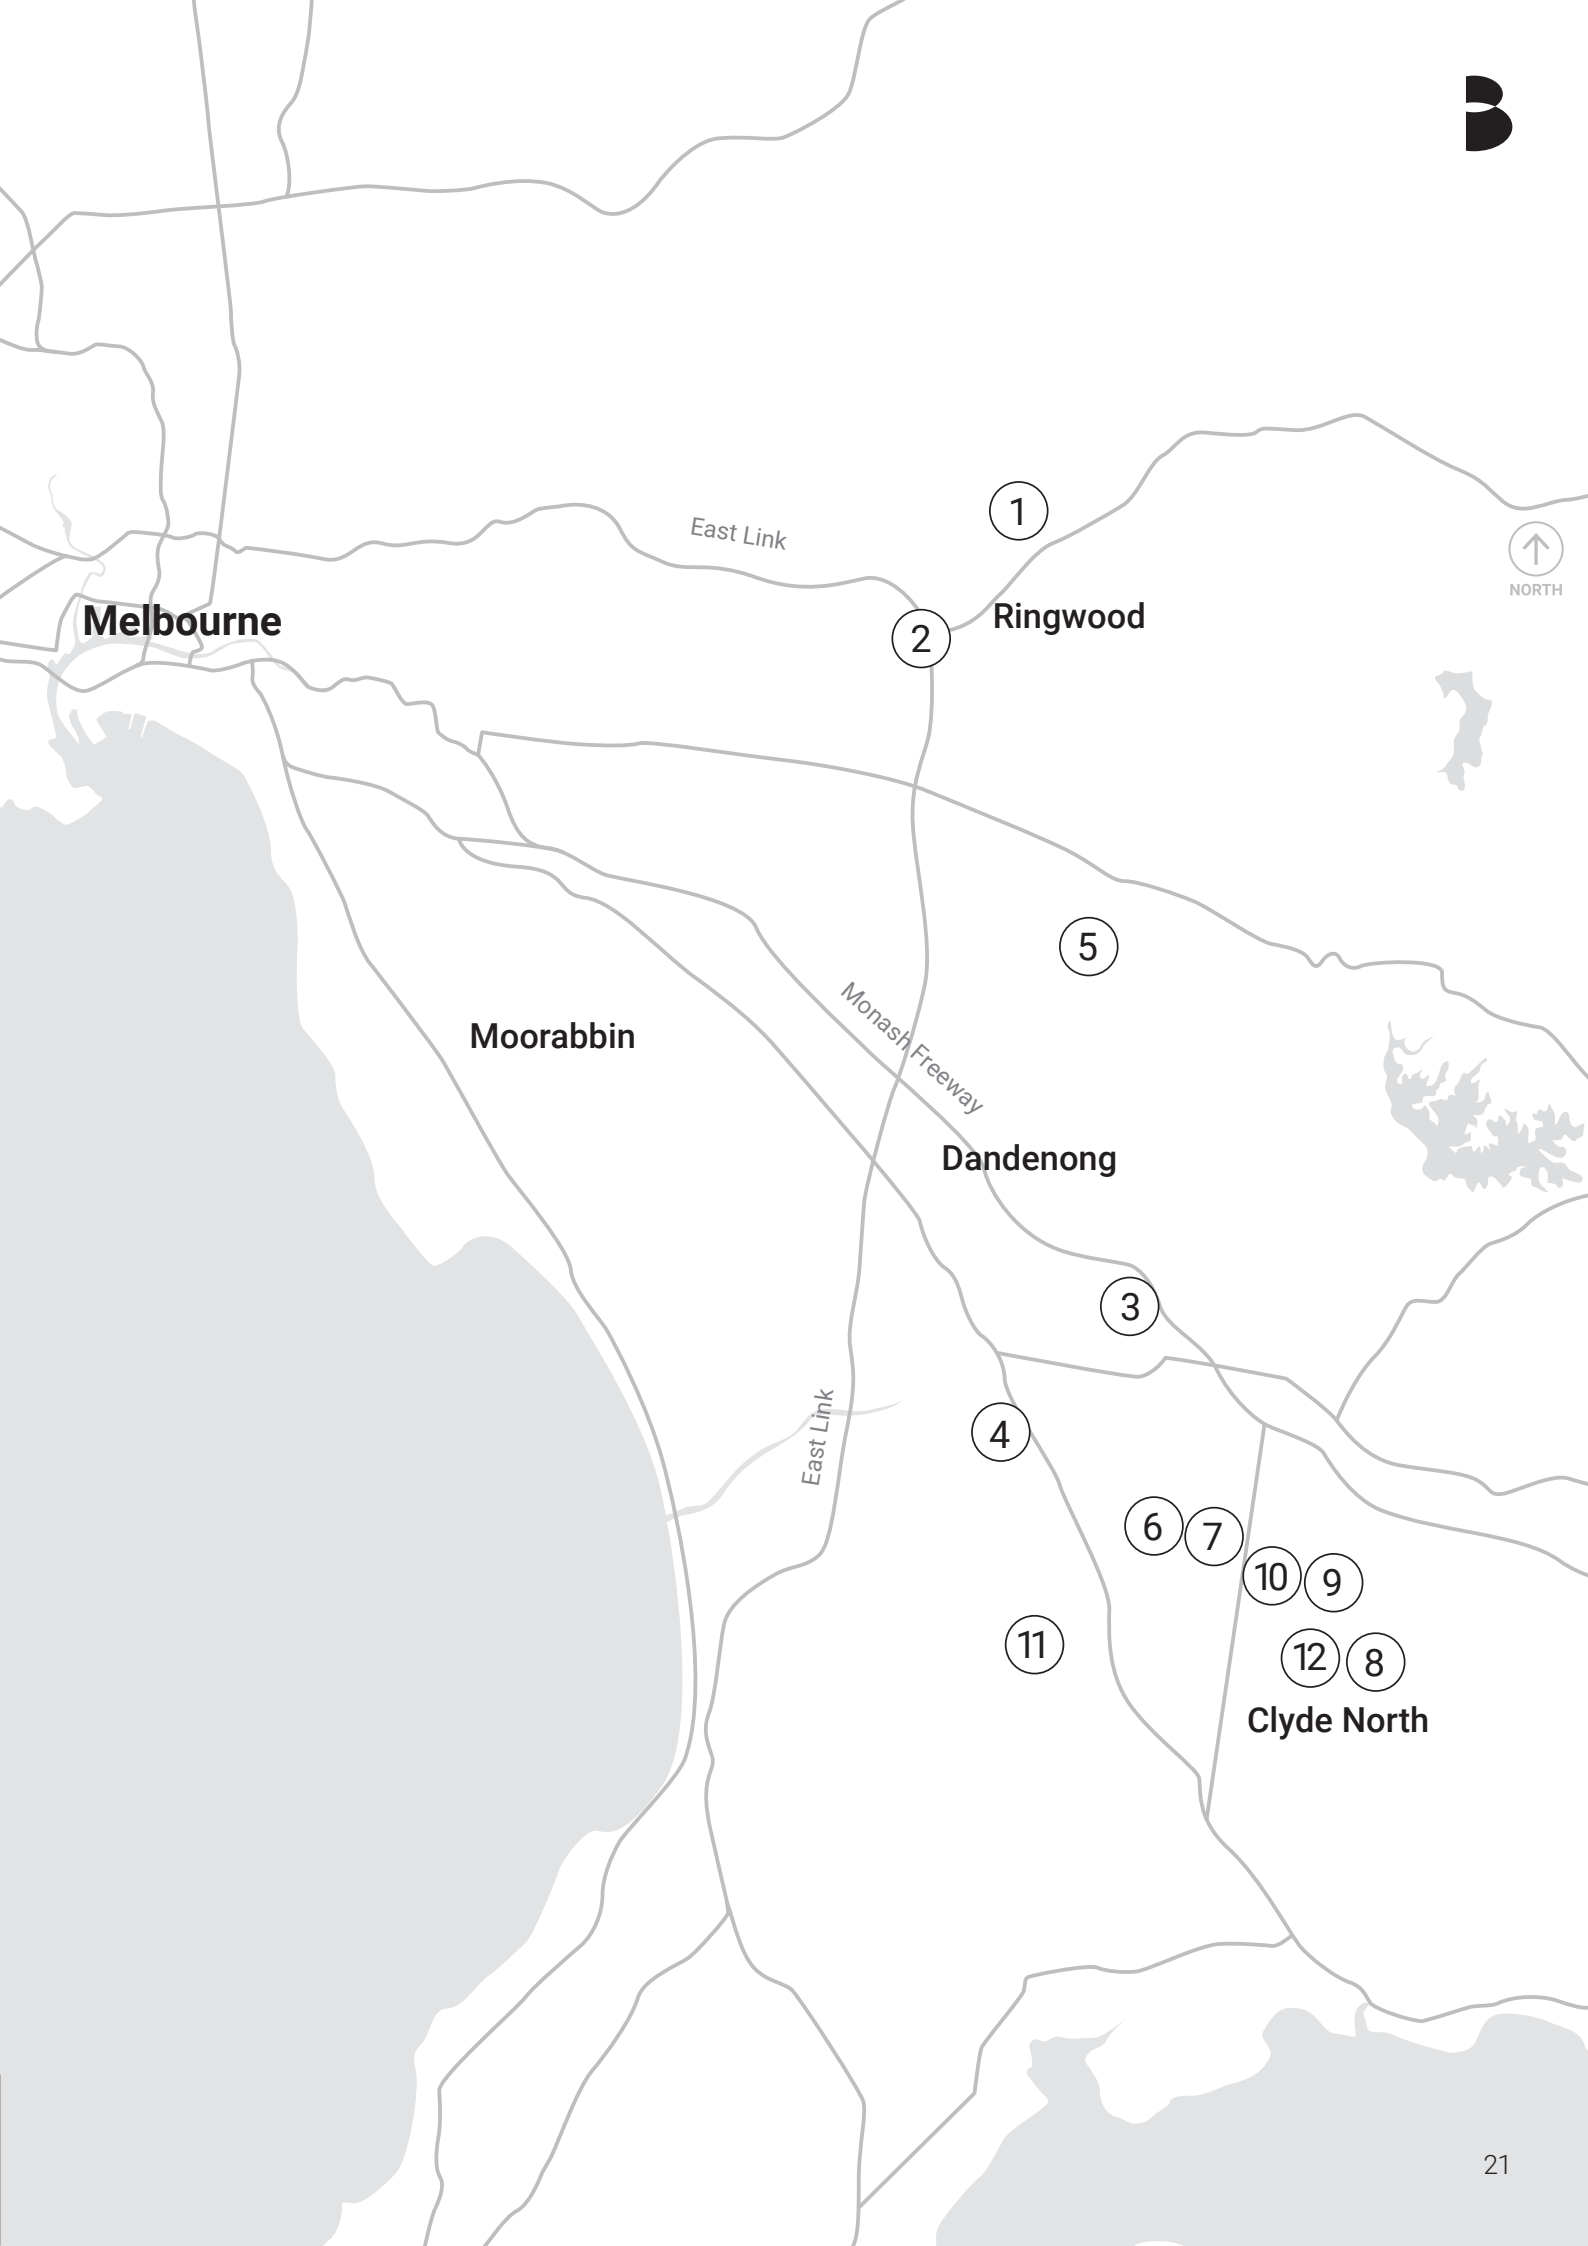 B
1
East Link
NORTH
Melbourne
Ringwood
2
5
Monash Freeway
Moorabbin
Dandenong
3
East Link
4
6
7
10
9
11
12
8
Clyde North
21